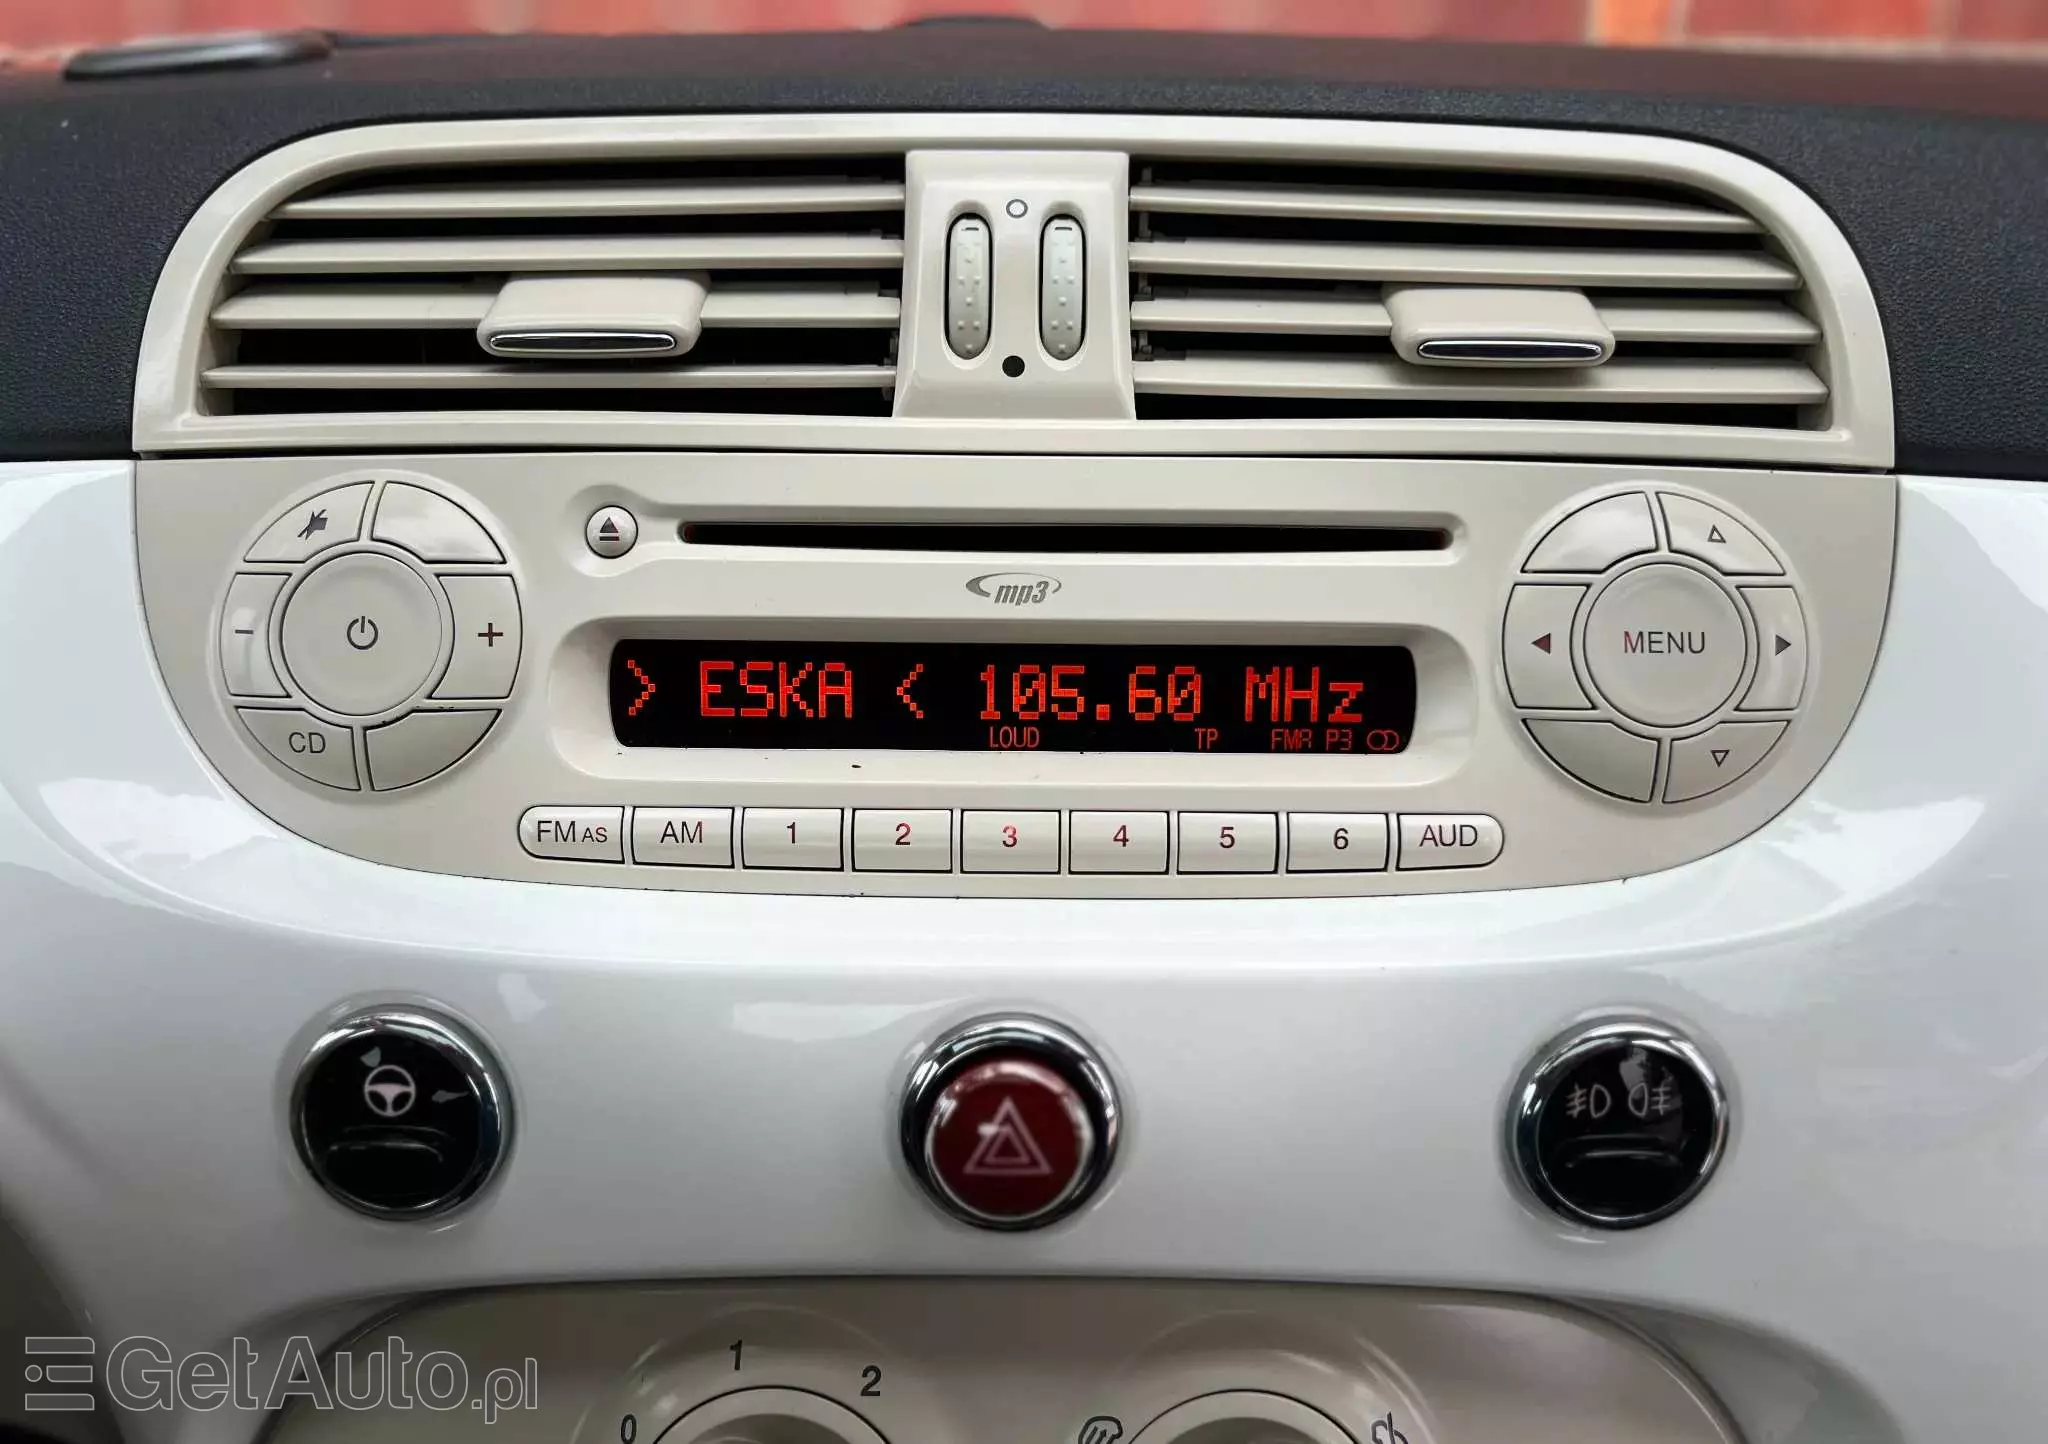 mp3
MENU
> ESKA < 105.60 MHz
LOUD TP FMA P3
CD
FM AS AM 1 2 3 4 5 6 AUD
1
2
0
GetAuto.pl